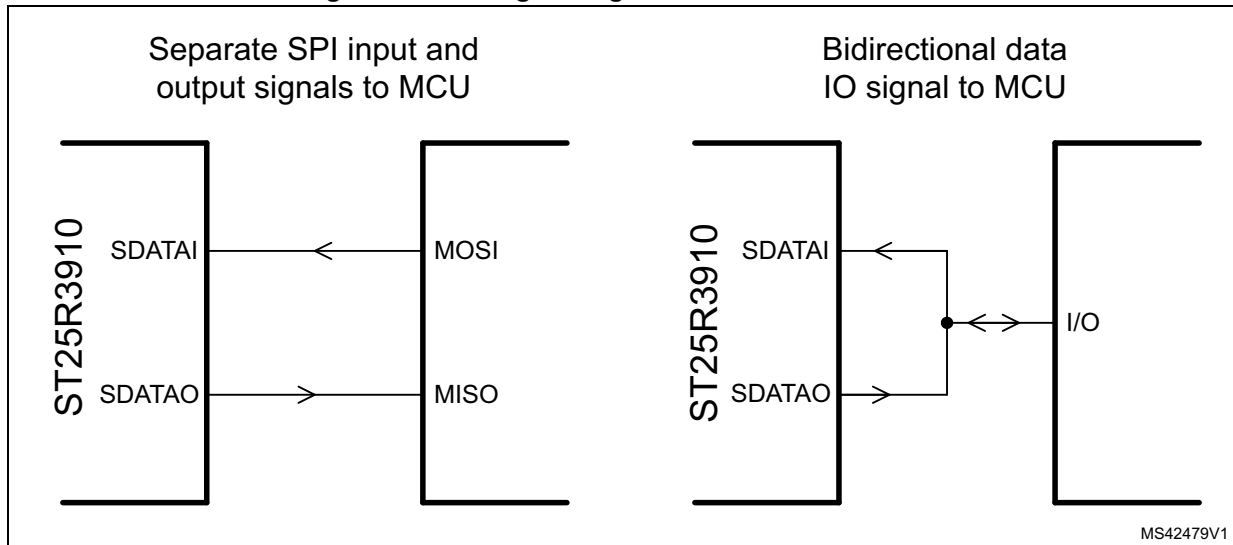 Separate SPI input and
output signals to MCU
ST25R3910
SDATAI
MOSI
SDATAO
MISO
Bidirectional data
IO signal to MCU
ST25R3910
SDATAI
I/O
SDATAO
MS42479V1